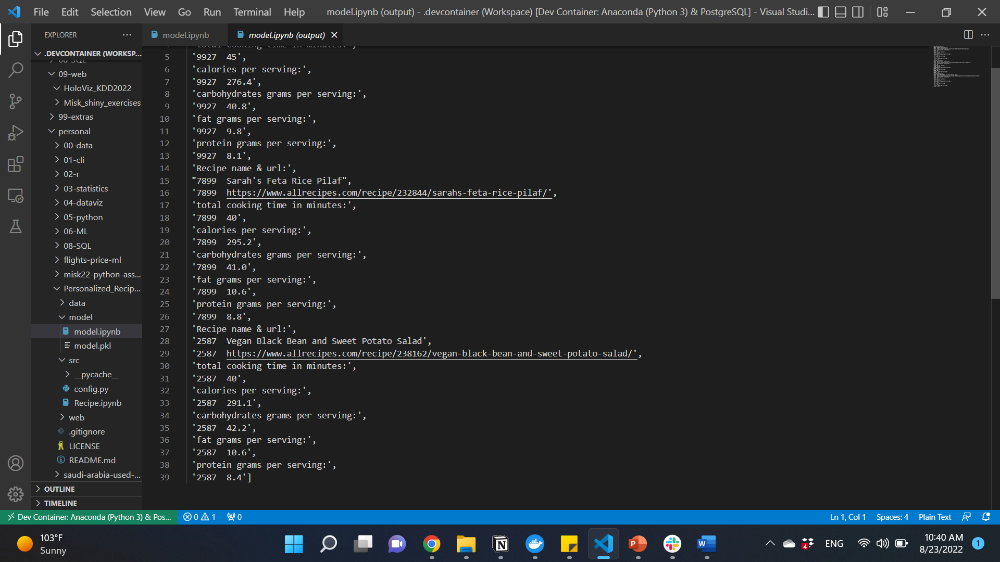 File Edit Selection View Go Run Terminal Help model.ipynb (output) - .devcontainer (Workspace) [Dev Container: Anaconda (Python 3) & PostgreSQL] - Visual Studi...
EXPLORER
model.ipynb
model.ipynb (output)
.DEVCONTAINER (WORKSP...
08-SQL
09-web
HoloViz_KDD2022
Misk_shiny_exercises
99-extras
personal
00-data
01-cli
02-r
03-statistics
04-dataviz
05-python
06-ML
08-SQL
flights-price-ml
misk22-python-ass...
Personalized_Recip...
data
model
model.ipynb
model.pkl
src
__pycache__
config.py
Recipe.ipynb
web
.gitignore
LICENSE
README.md
saudi-arabia-used-...
OUTLINE
TIMELINE
4 'total cooking time in minutes:',
5 '9927  45',
6 'calories per serving:',
7 '9927  276.4',
8 'carbohydrates grams per serving:',
9 '9927  40.8',
10 'fat grams per serving:',
11 '9927  9.8',
12 'protein grams per serving:',
13 '9927  8.1',
14 'Recipe name & url:',
15 "7899  Sarah's Feta Rice Pilaf",
16 '7899  https://www.allrecipes.com/recipe/232844/sarahs-feta-rice-pilaf/',
17 'total cooking time in minutes:',
18 '7899  40',
19 'calories per serving:',
20 '7899  295.2',
21 'carbohydrates grams per serving:',
22 '7899  41.0',
23 'fat grams per serving:',
24 '7899  10.6',
25 'protein grams per serving:',
26 '7899  8.8',
27 'Recipe name & url:',
28 '2587  Vegan Black Bean and Sweet Potato Salad',
29 '2587  https://www.allrecipes.com/recipe/238162/vegan-black-bean-and-sweet-potato-salad/',
30 'total cooking time in minutes:',
31 '2587  40',
32 'calories per serving:',
33 '2587  291.1',
34 'carbohydrates grams per serving:',
35 '2587  42.2',
36 'fat grams per serving:',
37 '2587  10.6',
38 'protein grams per serving:',
39 '2587  8.4']
Dev Container: Anaconda (Python 3) & Pos... 0 1 0 Ln 1, Col 1 Spaces: 4 Plain Text
103°F
Sunny
N
P
W
4
ENG
10:40 AM
8/23/2022
1